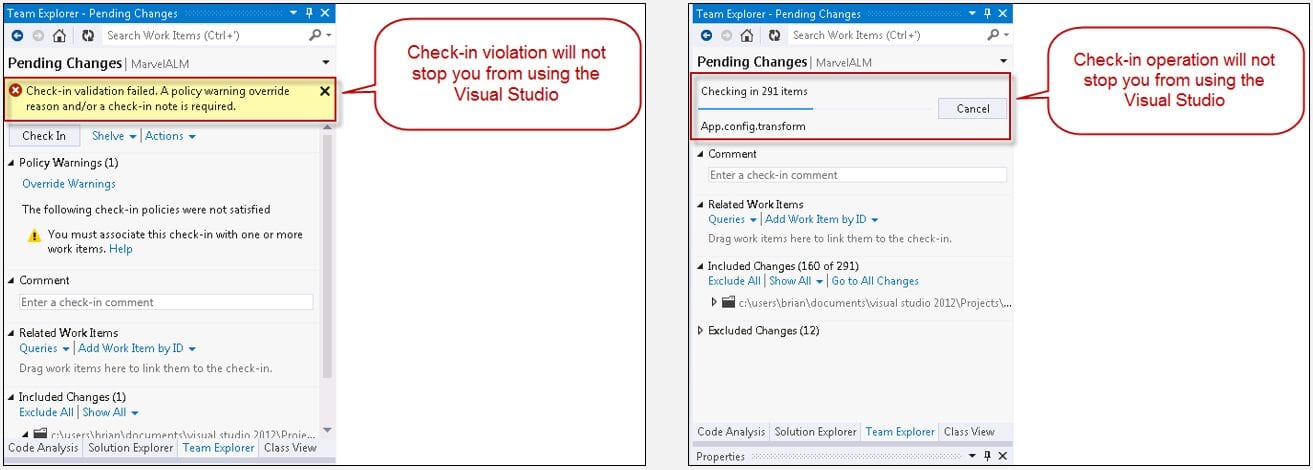 Team Explorer - Pending Changes
Search Work Items (Ctrl+')
Pending Changes | MarvelALM
Check-in validation failed. A policy warning override
reason and/or a check-in note is required.
Check In Shelve Actions
Policy Warnings (1)
Override Warnings
The following check-in policies were not satisfied
You must associate this check-in with one or more
work items. Help
Comment
Enter a check-in comment
Related Work Items
Queries | Add Work Item by ID
Drag work items here to link them to the check-in.
Included Changes (1)
Exclude All | Show All
c:\users\brian\documents\visual studio 2012\Proje...
Code Analysis Solution Explorer Team Explorer Class View
Check-in violation will not
stop you from using the
Visual Studio
Team Explorer - Pending Changes
Search Work Items (Ctrl+')
Pending Changes | MarvelALM
Checking in 291 items
Cancel
App.config.transform
Comment
Enter a check-in comment
Related Work Items
Queries | Add Work Item by ID
Drag work items here to link them to the check-in.
Included Changes (160 of 291)
Exclude All | Show All | Go to All Changes
c:\users\brian\documents\visual studio 2012\Projects\...
Excluded Changes (12)
Code Analysis Solution Explorer Team Explorer Class View
Properties
Check-in operation will not
stop you from using the
Visual Studio